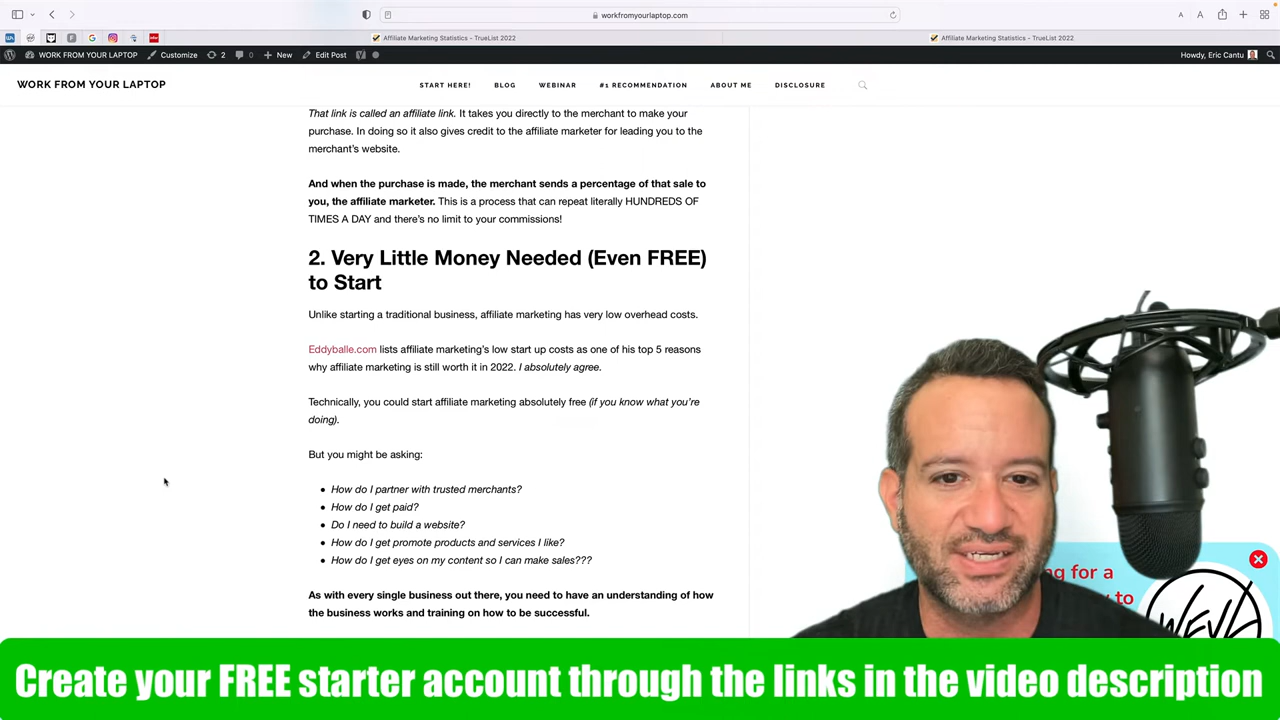 workfromyourlaptop.com
A
A
Affiliate Marketing Statistics - TrueList 2022
Affiliate Marketing Statistics - TrueList 2022
WORK FROM YOUR LAPTOP
Customize
2
0
New
Edit Post
Howdy, Eric Cantu
WORK FROM YOUR LAPTOP
START HERE!
BLOG
WEBINAR
#1 RECOMMENDATION
ABOUT ME
DISCLOSURE
That link is called an affiliate link. It takes you directly to the merchant to make your
purchase. In doing so it also gives credit to the affiliate marketer for leading you to the
merchant's website.
And when the purchase is made, the merchant sends a percentage of that sale to
you, the affiliate marketer. This is a process that can repeat literally HUNDREDS OF
TIMES A DAY and there's no limit to your commissions!
2. Very Little Money Needed (Even FREE)
to Start
Unlike starting a traditional business, affiliate marketing has very low overhead costs.
Eddyballe.com lists affiliate marketing's low start up costs as one of his top 5 reasons
why affiliate marketing is still worth it in 2022. I absolutely agree.
Technically, you could start affiliate marketing absolutely free (if you know what you're
doing).
But you might be asking:
How do I partner with trusted merchants?
How do I get paid?
Do I need to build a website?
How do I get promote products and services I like?
How do I get eyes on my content so I can make sales???
As with every single business out there, you need to have an understanding of how
the business works and training on how to be successful.
for a
to
WFYL
Create your FREE starter account through the links in the video description